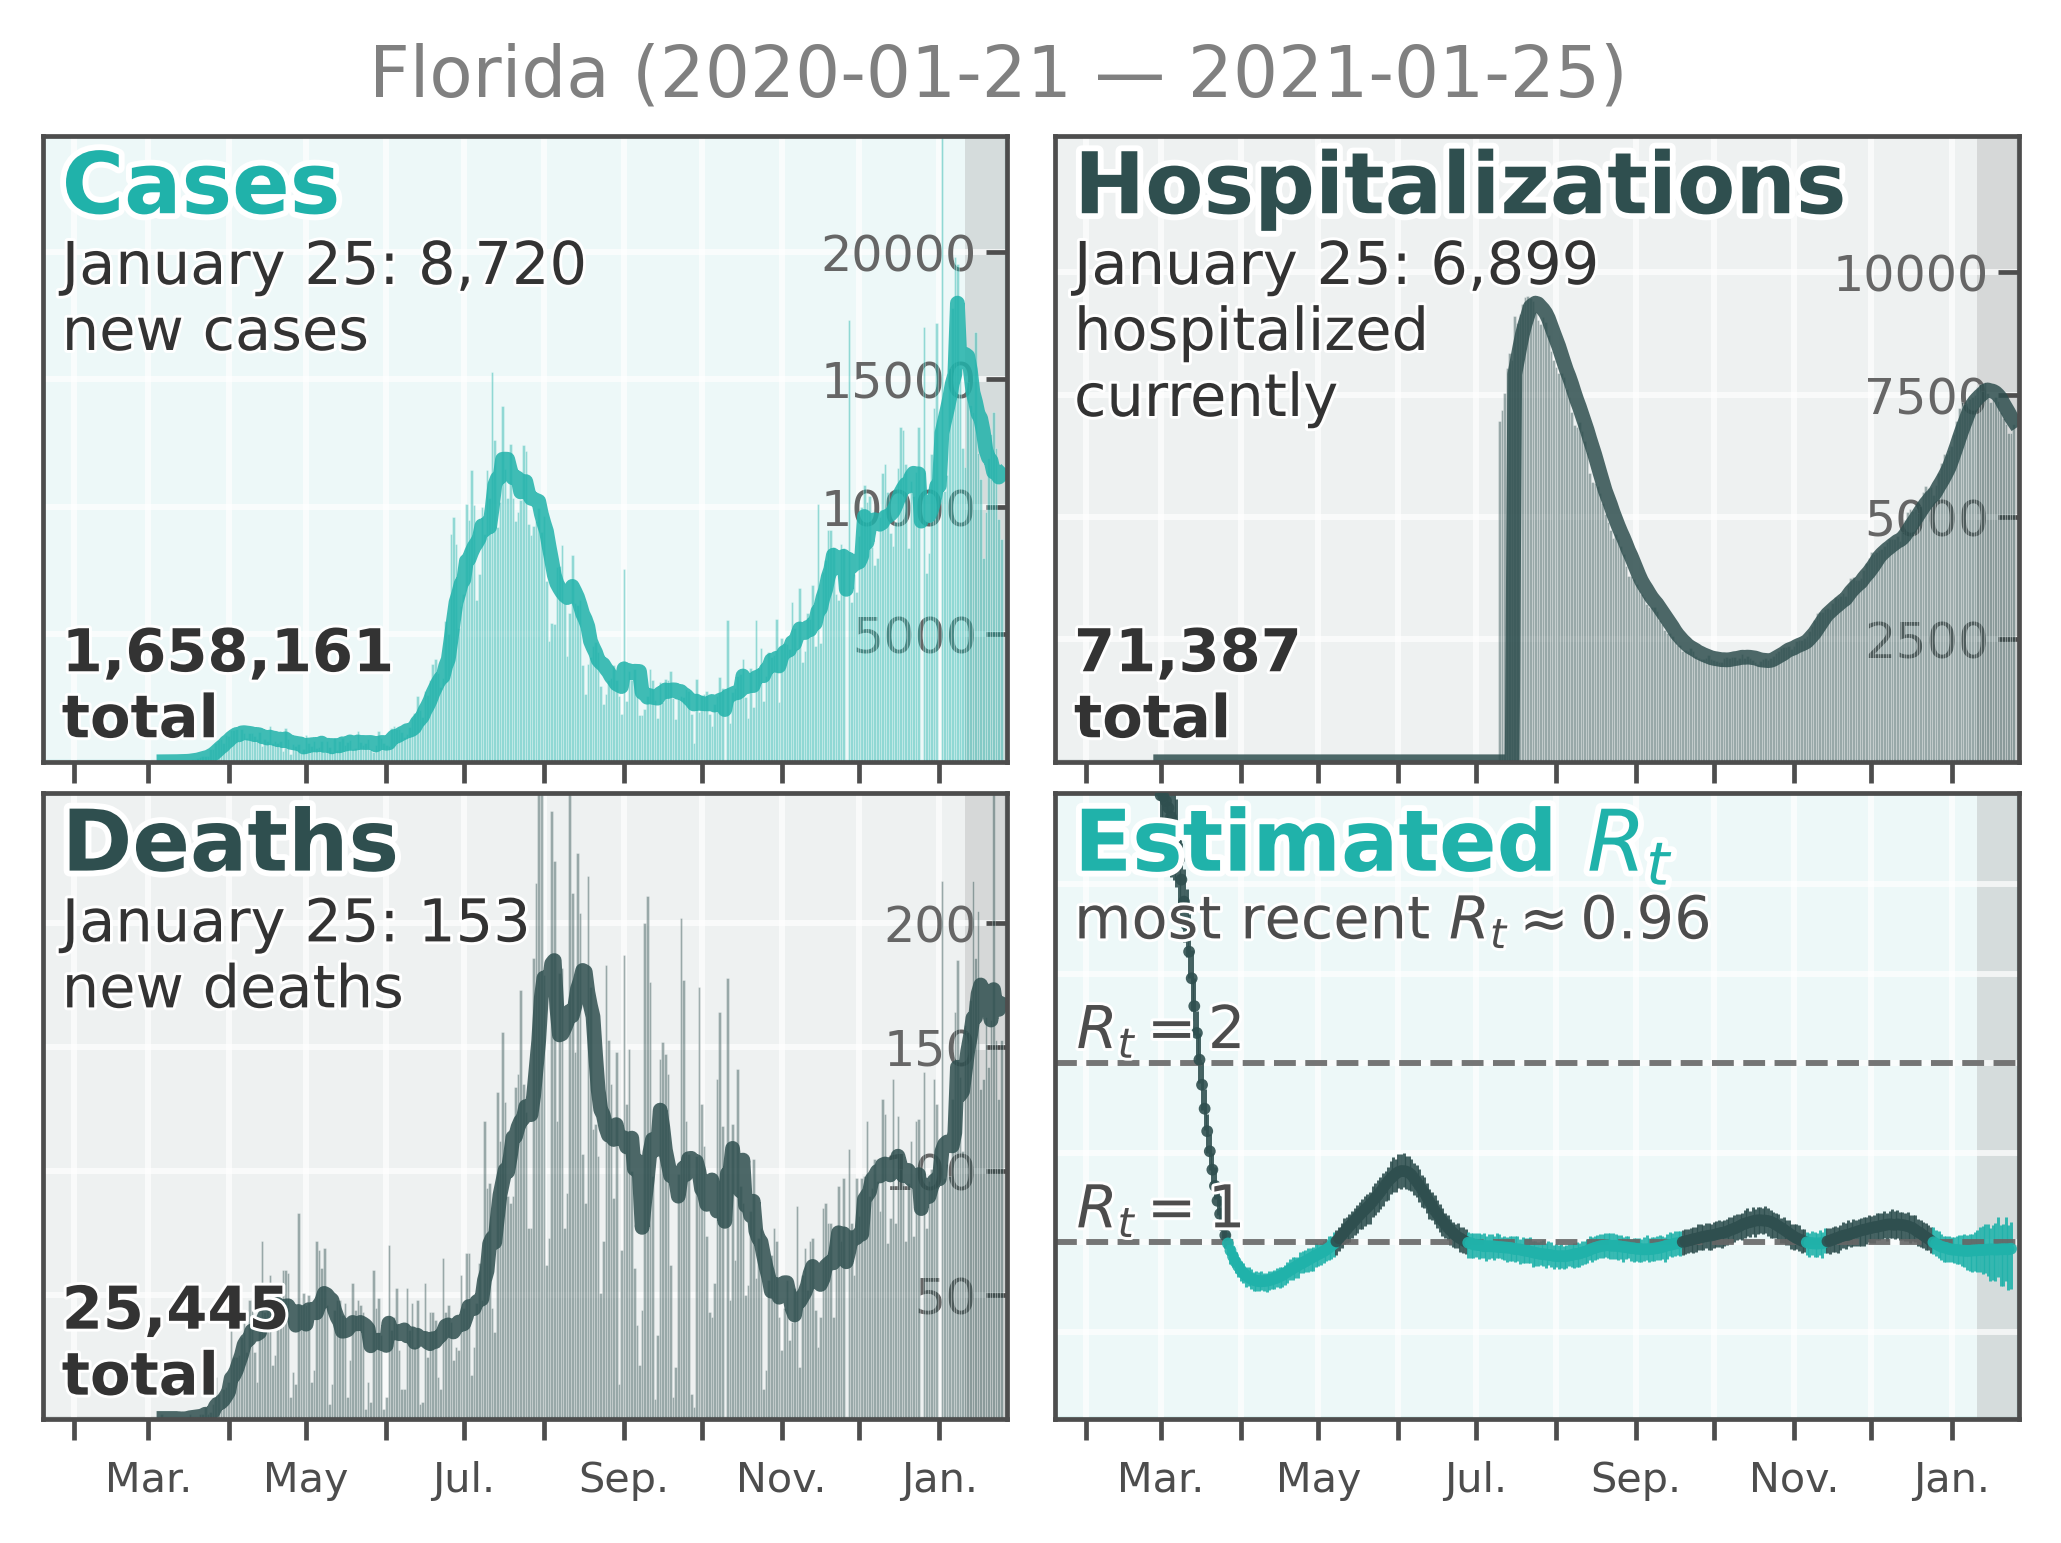 Florida (2020-01-21 — 2021-01-25)
Cases
January 25: 8,720
new cases
20000
15000
10000
5000
1,658,161
total
Hospitalizations
January 25: 6,899
hospitalized
currently
10000
7500
5000
2500
71,387
total
Deaths
January 25: 153
new deaths
200
150
100
50
25,445
total
Mar. May Jul. Sep. Nov. Jan.
Estimated Rt
most recent Rt ≈ 0.96
Rt = 2
Rt = 1
Mar. May Jul. Sep. Nov. Jan.